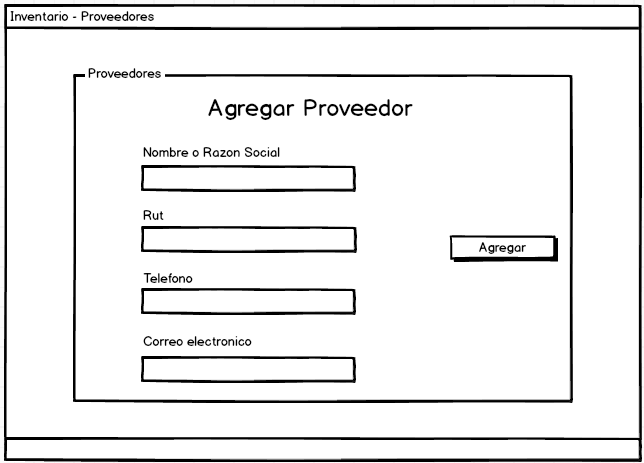 Inventario - Proveedores
Proveedores
Agregar Proveedor
Nombre o Razon Social
Rut
Agregar
Telefono
Correo electronico